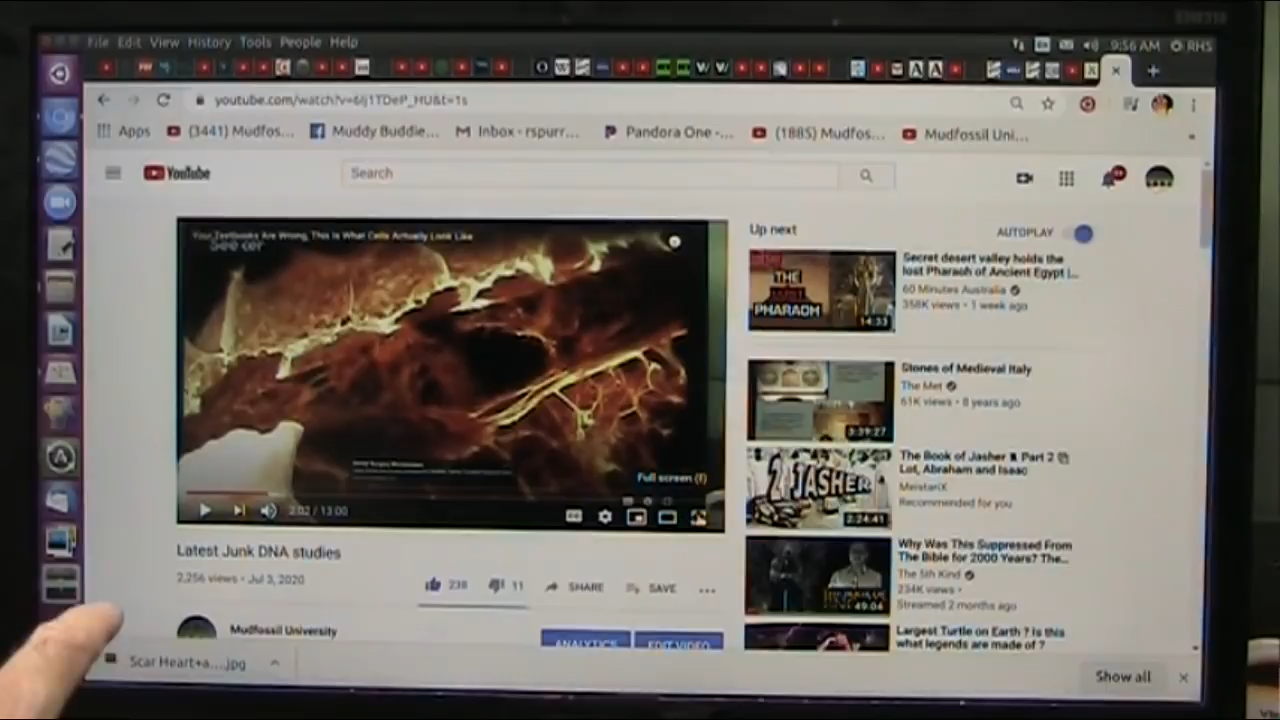 File Edit View History Tools People Help
9:56 AM RHS
youtube.com/watch?v=6lj1TDeP_HU&t=1s
Apps (3441) Mudfos... Muddy Buddie... Inbox - rspurr... Pandora One -... (1885) Mudfos... Mudfossil Uni...
YouTube
Search
Your Textbooks Are Wrong, This Is What Cells Actually Look Like
Seeker
Full screen (f)
2:02 / 13:00
Latest Junk DNA studies
2,256 views • Jul 3, 2020
238 11 SHARE SAVE
Mudfossil University
ANALYTICS EDIT VIDEO
Up next
AUTOPLAY
THE
LOST
PHARAOH
14:33
Secret desert valley holds the
lost Pharaoh of Ancient Egypt |...
60 Minutes Australia
358K views • 1 week ago
3:39:27
Stones of Medieval Italy
The Met
61K views • 8 years ago
2 JASHER
2:24:41
The Book of Jasher Part 2
Lot, Abraham and Isaac
MeistariX
Recommended for you
49:04
Why Was This Suppressed From
The Bible for 2000 Years? The...
The 5th Kind
234K views •
Streamed 2 months ago
Largest Turtle on Earth ? Is this
what legends are made of ?
Scar Heart+a....jpg
Show all